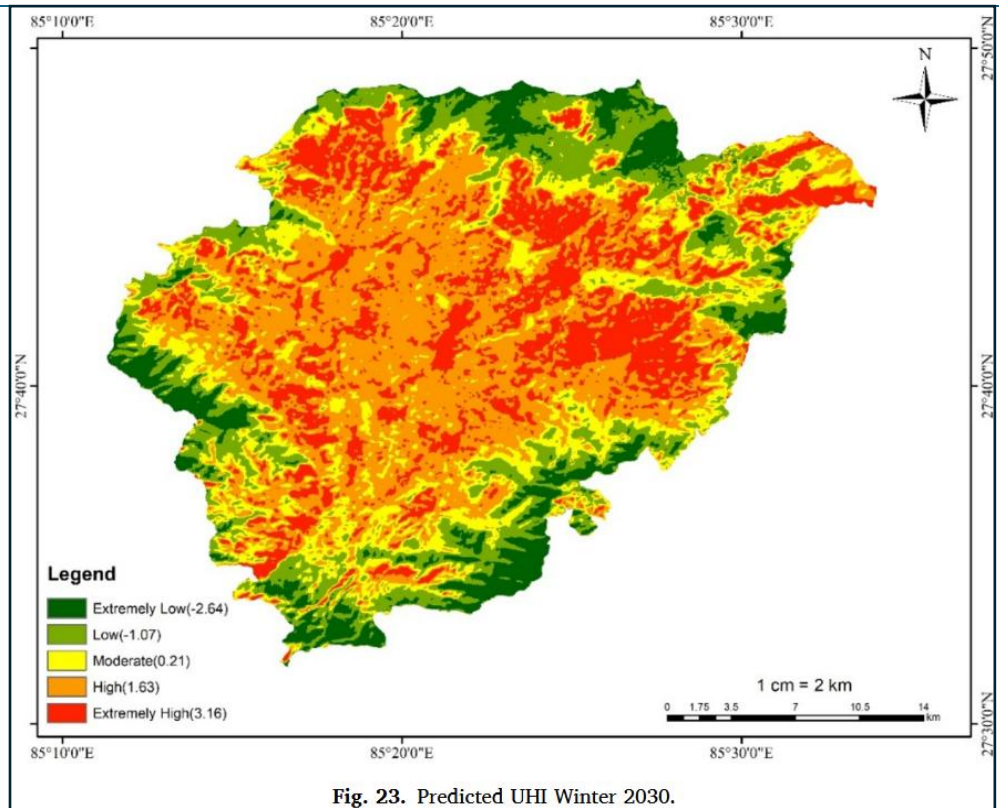 85°10'0"E 85°20'0"E 85°30'0"E
27°50'0"N
N
27°40'0"N 27°40'0"N
Legend
Extremely Low(-2.64)
Low(-1.07)
Moderate(0.21)
High(1.63)
Extremely High(3.16)
1 cm = 2 km
0 1.75 3.5 7 10.5 14
km
27°30'0"N
85°10'0"E 85°20'0"E 85°30'0"E
Fig. 23. Predicted UHI Winter 2030.